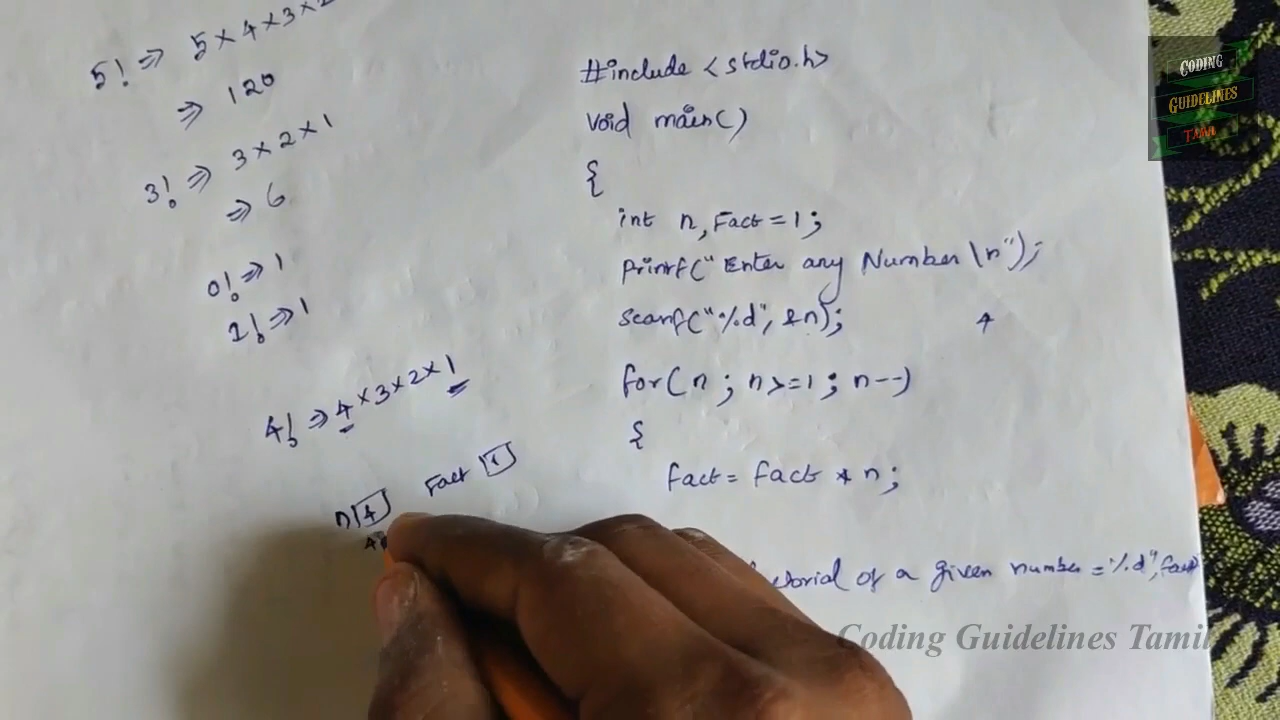 5! ⇒ 5 × 4 × 3 × 2
⇒ 120
3! ⇒ 3 × 2 × 1
⇒ 6
0! ⇒ 1
1! ⇒ 1
4! ⇒ 4 × 3 × 2 × 1
Fact 1
n 4
#include <stdio.h>
void main()
{
int n, Fact = 1;
printf("Enter any Number \n");
scanf("%d", &n);
4
for(n; n>=1; n--)
{
fact = fact * n;
of a given number = %d", fact
CODING
GUIDELINES
TAMIL
Coding Guidelines Tamil